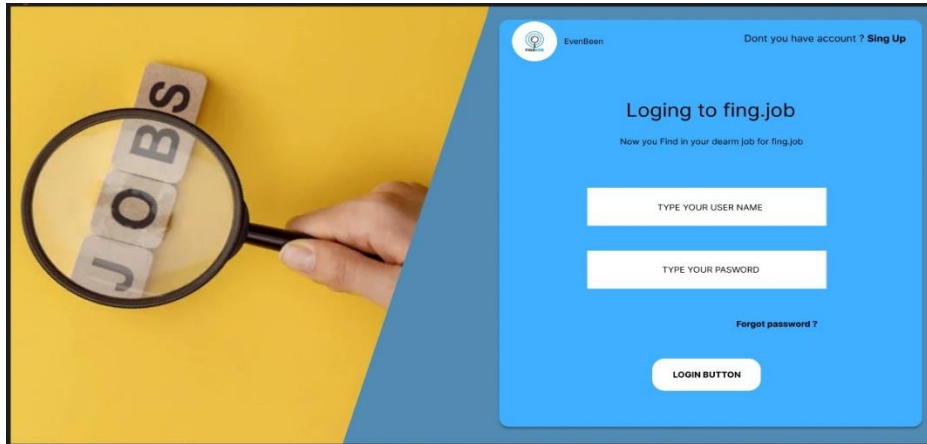 JOBS
EvenBeen
Dont you have account ? Sing Up
Loging to fing.job
Now you Find in your dearm job for fing.job
TYPE YOUR USER NAME
TYPE YOUR PASWORD
Forgot password ?
LOGIN BUTTON